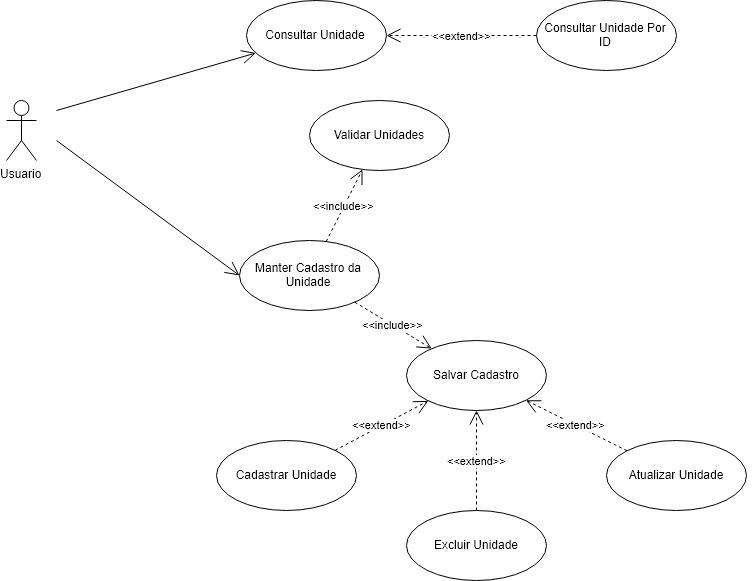 Consultar Unidade
<<extend>>
Consultar Unidade Por
ID
Validar Unidades
Usuario
<<include>>
Manter Cadastro da
Unidade
<<include>>
Salvar Cadastro
<<extend>>
<<extend>>
<<extend>>
Cadastrar Unidade
Atualizar Unidade
Excluir Unidade